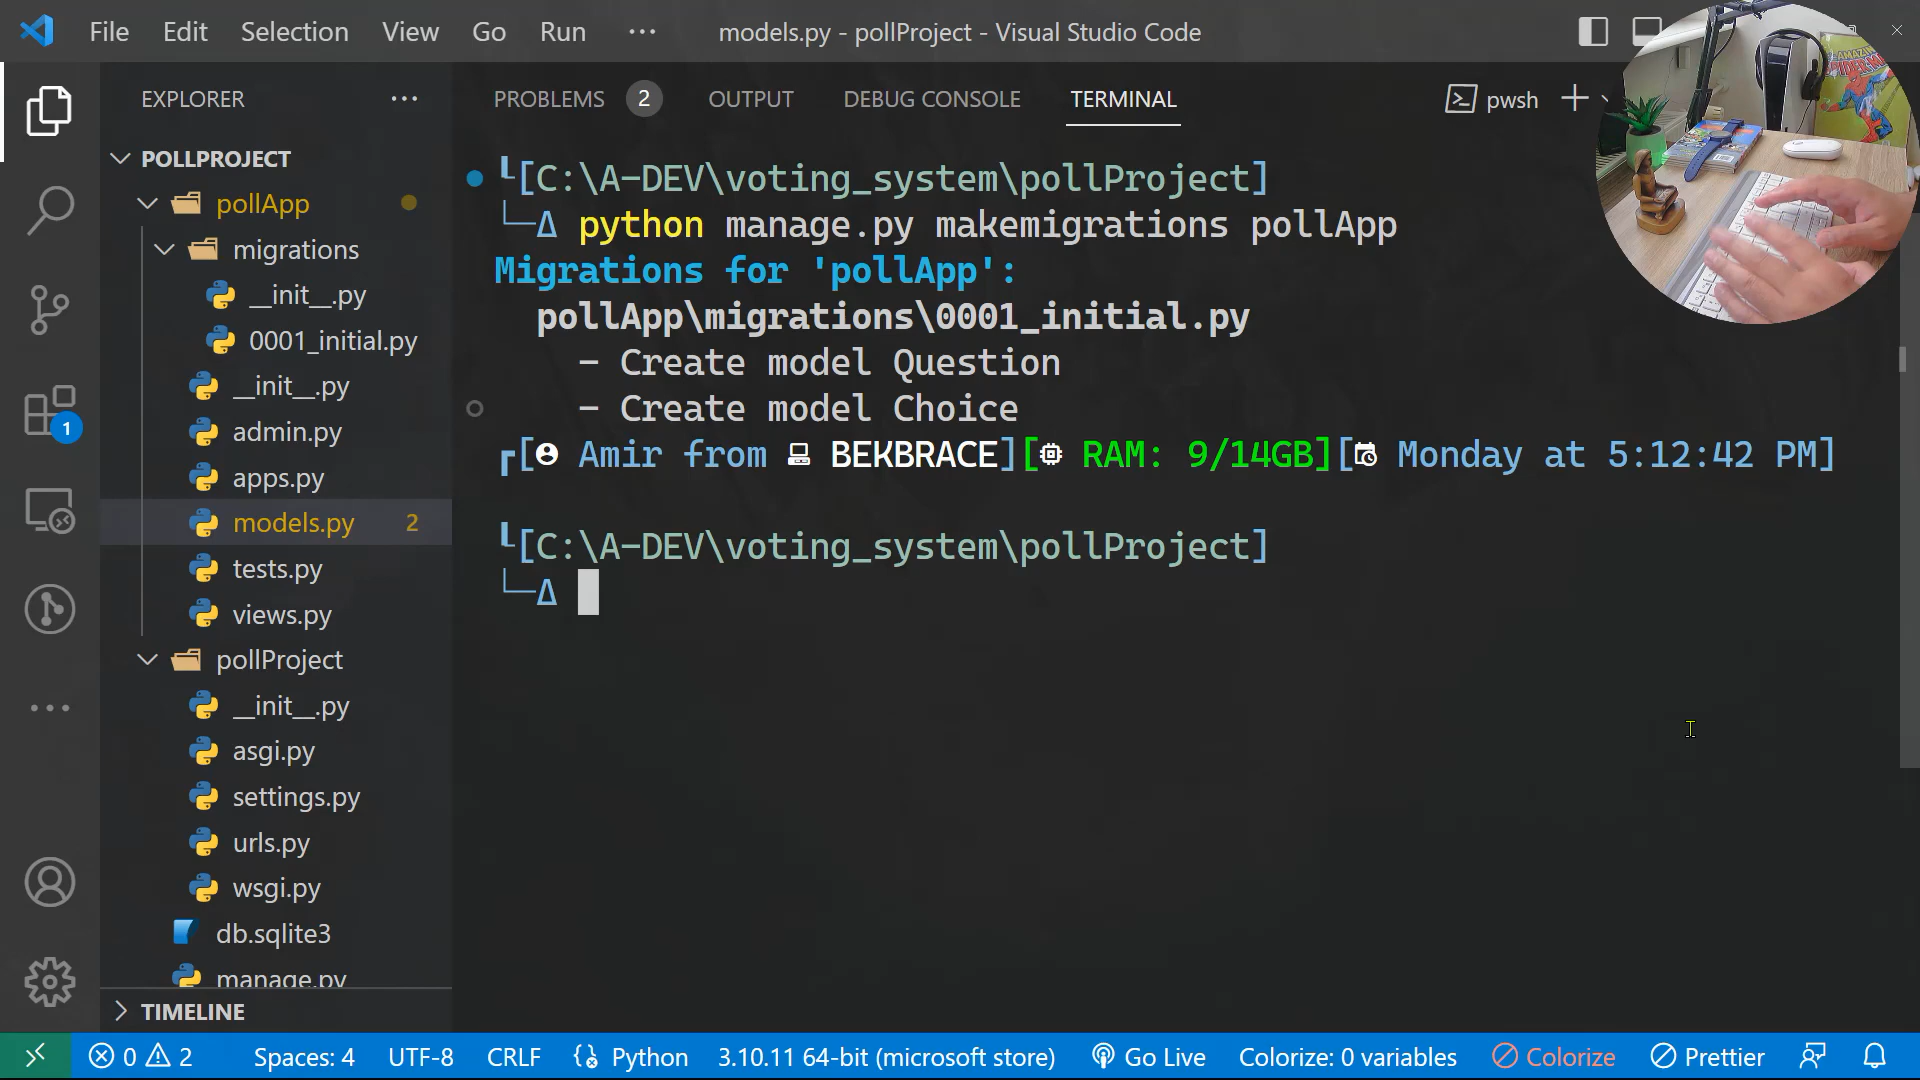 File Edit Selection View Go Run ··· models.py - pollProject - Visual Studio Code
EXPLORER ···
PROBLEMS 2 OUTPUT DEBUG CONSOLE TERMINAL pwsh
POLLPROJECT
pollApp
migrations
__init__.py
0001_initial.py
__init__.py
admin.py
apps.py
models.py 2
tests.py
views.py
pollProject
__init__.py
asgi.py
settings.py
urls.py
wsgi.py
db.sqlite3
manage.py
TIMELINE
└[C:\A-DEV\voting_system\pollProject]
└─Δ python manage.py makemigrations pollApp
Migrations for 'pollApp':
pollApp\migrations\0001_initial.py
- Create model Question
- Create model Choice
┌[ Amir from BEKBRACE][ RAM: 9/14GB][ Monday at 5:12:42 PM]
└[C:\A-DEV\voting_system\pollProject]
└─Δ
1
AMAZING SPIDER-MAN
0 2 Spaces: 4 UTF-8 CRLF Python 3.10.11 64-bit (microsoft store) Go Live Colorize: 0 variables Colorize Prettier